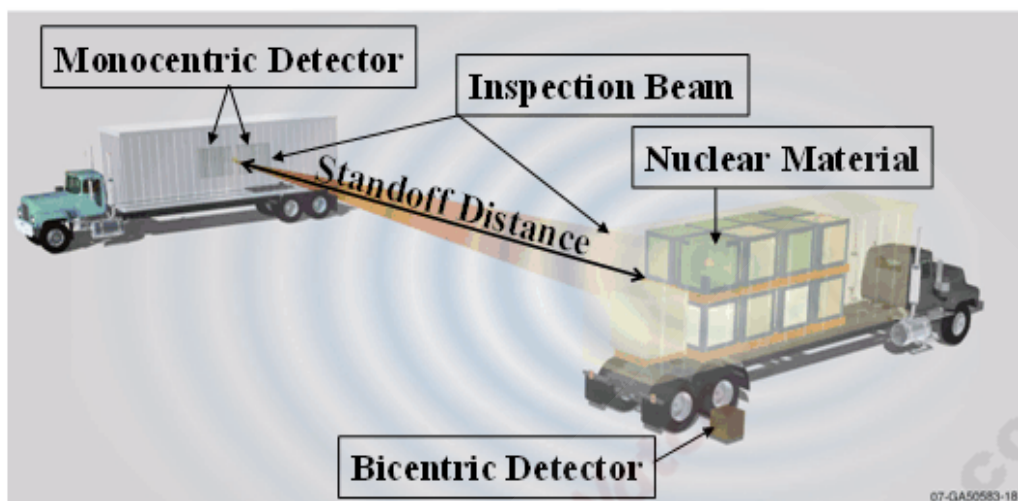 Monocentric Detector
Inspection Beam
Standoff Distance
Nuclear Material
Bicentric Detector
07-GA50583-18